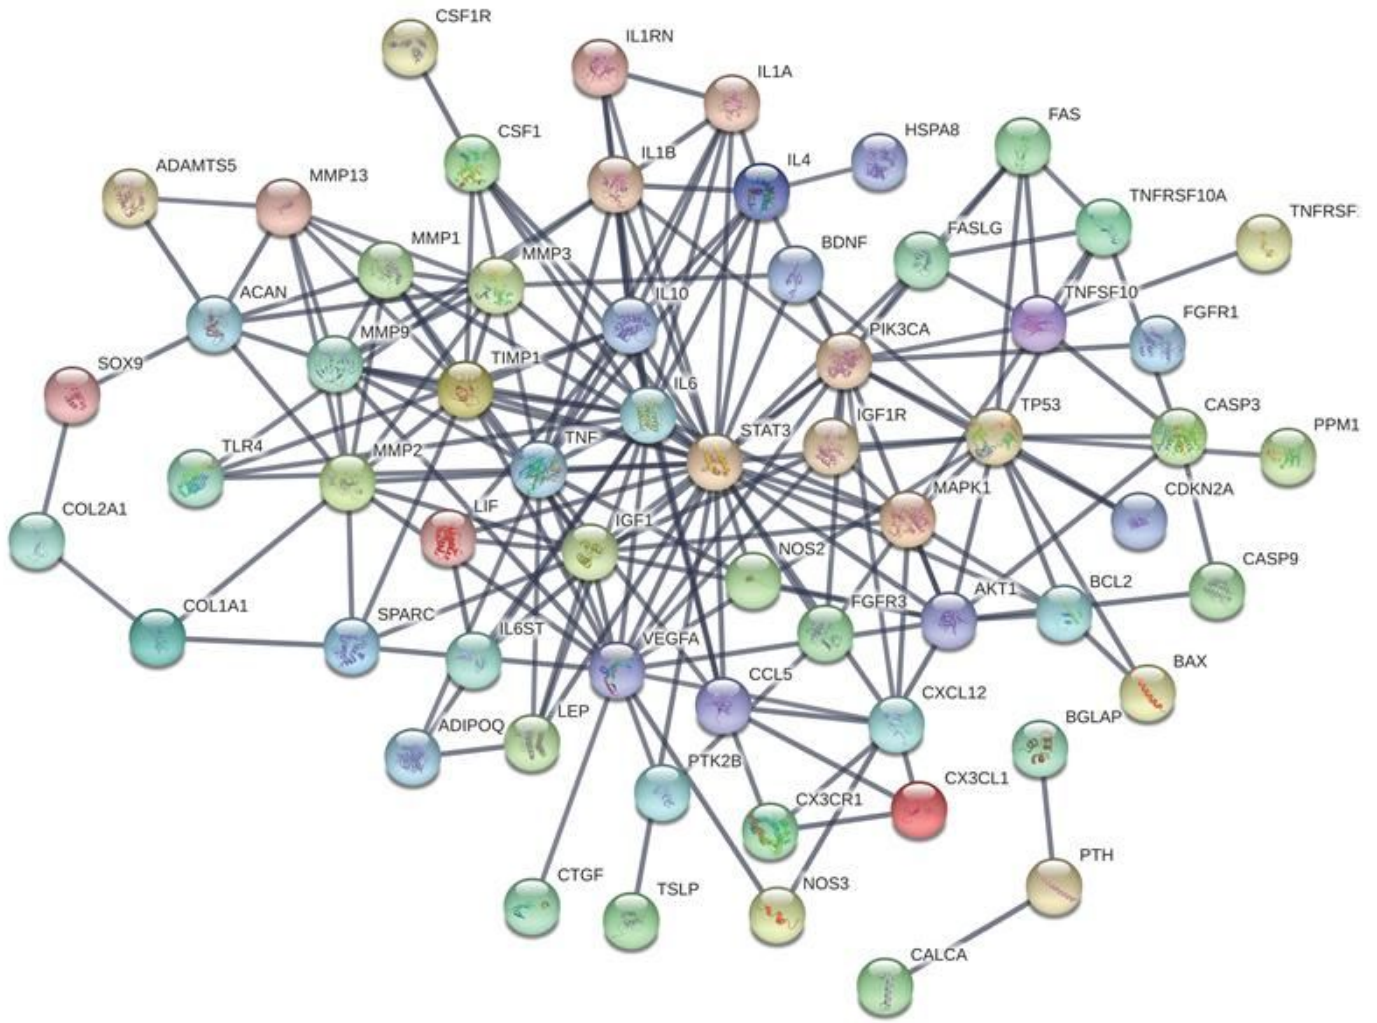 CSF1R
IL1RN
IL1A
FAS
CSF1
HSPA8
IL1B
IL4
ADAMTS5
MMP13
TNFRSF10A
TNFRSF
FASLG
MMP1
BDNF
MMP3
ACAN
IL10
TNFSF10
FGFR1
PIK3CA
MMP9
TIMP1
SOX9
IL6
TP53
CASP3
IGF1R
PPM1
STAT3
TNF
TLR4
MMP2
MAPK1
CDKN2A
LIF
COL2A1
IGF1
NOS2
CASP9
BCL2
AKT1
FGFR3
COL1A1
SPARC
IL6ST
VEGFA
BAX
CCL5
CXCL12
LEP
BGLAP
ADIPOQ
PTK2B
CX3CL1
CX3CR1
PTH
CTGF
NOS3
TSLP
CALCA